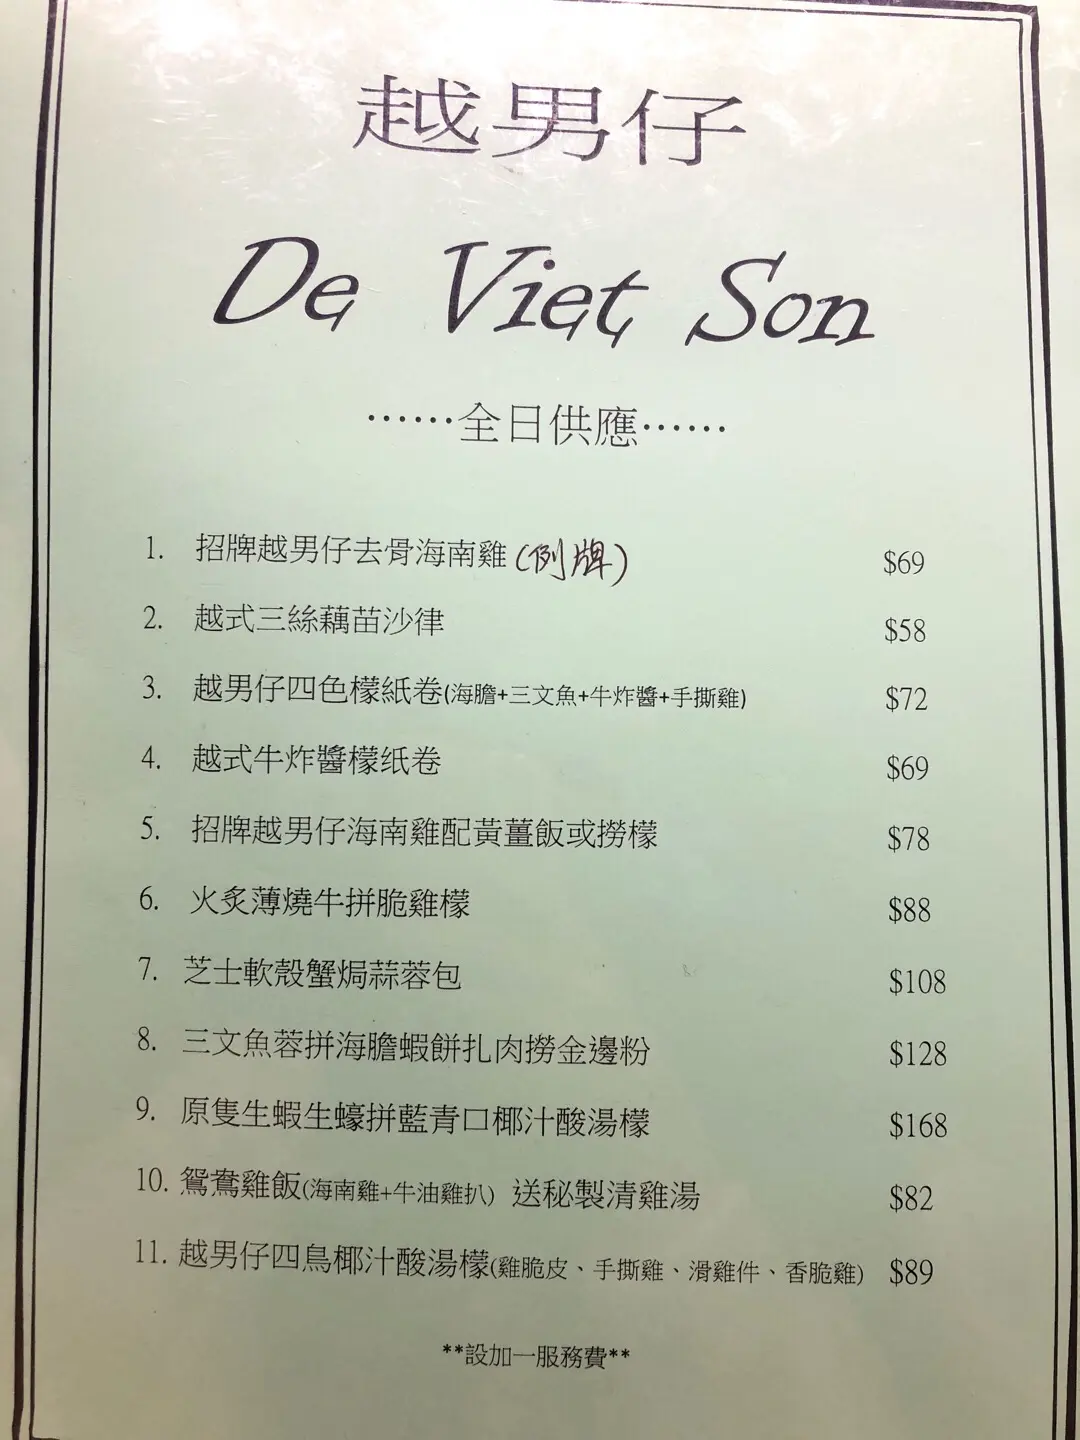 越男仔
De Viet Son
……全日供應……
1. 招牌越男仔去骨海南雞(例牌) $69
2. 越式三絲藕苗沙律 $58
3. 越男仔四色檬紙卷(海膽+三文魚+牛炸醬+手撕雞) $72
4. 越式牛炸醬檬纸卷 $69
5. 招牌越男仔海南雞配黃薑飯或撈檬 $78
6. 火炙薄燒牛拼脆雞檬 $88
7. 芝士軟殼蟹焗蒜蓉包 $108
8. 三文魚蓉拼海膽蝦餅扎肉撈金邊粉 $128
9. 原隻生蝦生蠔拼藍青口椰汁酸湯檬 $168
10. 鴛鴦雞飯(海南雞+牛油雞扒) 送秘製清雞湯 $82
11. 越男仔四鳥椰汁酸湯檬(雞脆皮、手撕雞、滑雞件、香脆雞) $89
**設加一服務費**